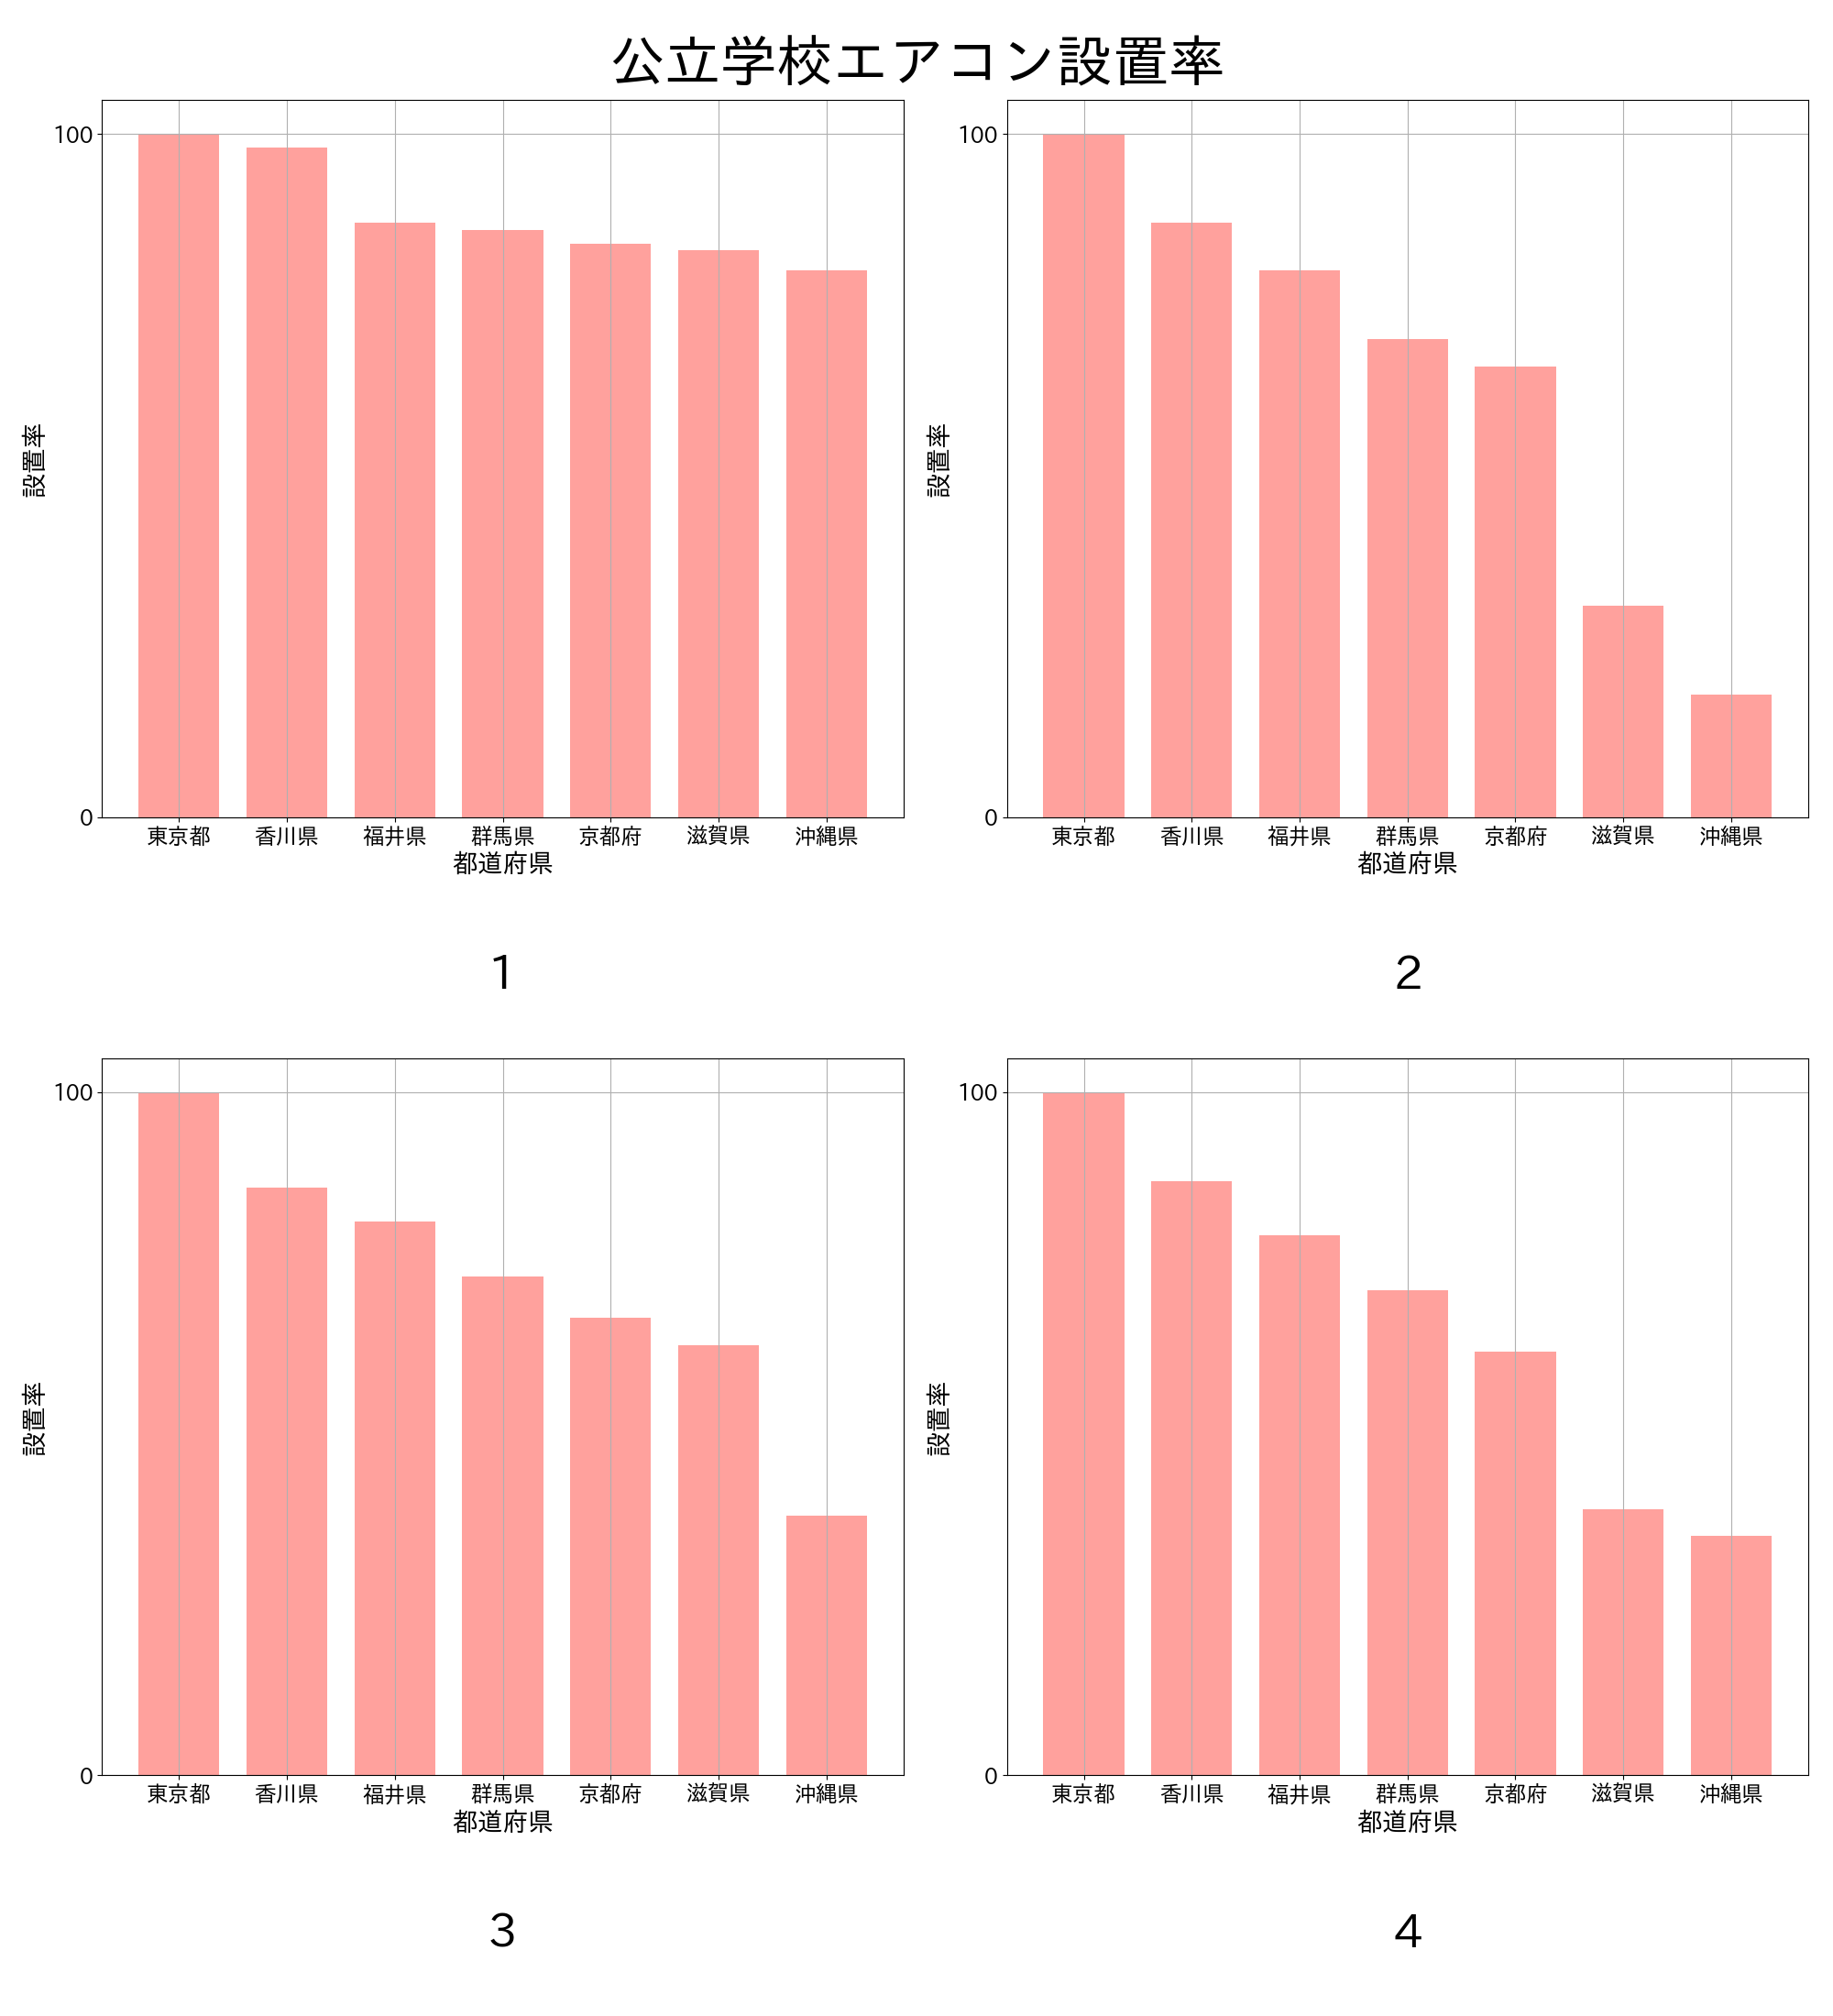 公立学校エアコン設置率
100
設置率
0
東京都 香川県 福井県 群馬県 京都府 滋賀県 沖縄県
都道府県
1
100
設置率
0
東京都 香川県 福井県 群馬県 京都府 滋賀県 沖縄県
都道府県
2
100
設置率
0
東京都 香川県 福井県 群馬県 京都府 滋賀県 沖縄県
都道府県
3
100
設置率
0
東京都 香川県 福井県 群馬県 京都府 滋賀県 沖縄県
都道府県
4